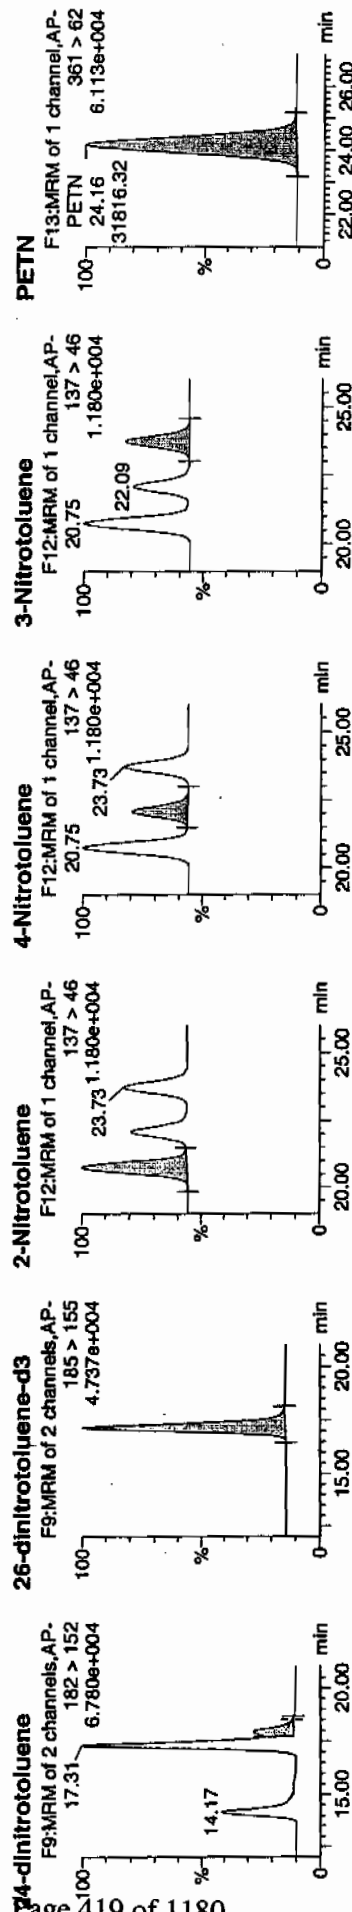 24-dinitrotoluene
F9:MRM of 2 channels,AP-
182 > 152
6.780e+004
17.31
14.17
100
%
0
15.00
20.00
min
26-dinitrotoluene-d3
F9:MRM of 2 channels,AP-
185 > 155
4.737e+004
100
%
0
15.00
20.00
min
2-Nitrotoluene
F12:MRM of 1 channel,AP-
137 > 46
1.180e+004
23.73
100
%
0
20.00
25.00
min
4-Nitrotoluene
F12:MRM of 1 channel,AP-
20.75
137 > 46
1.180e+004
23.73
100
%
0
20.00
25.00
min
3-Nitrotoluene
F12:MRM of 1 channel,AP-
20.75
137 > 46
1.180e+004
22.09
100
%
0
20.00
25.00
min
PETN
F13:MRM of 1 channel,AP-
361 > 62
6.113e+004
PETN
24.16
31816.32
100
%
0
22.00
24.00
26.00
min
Page 419 of 1180